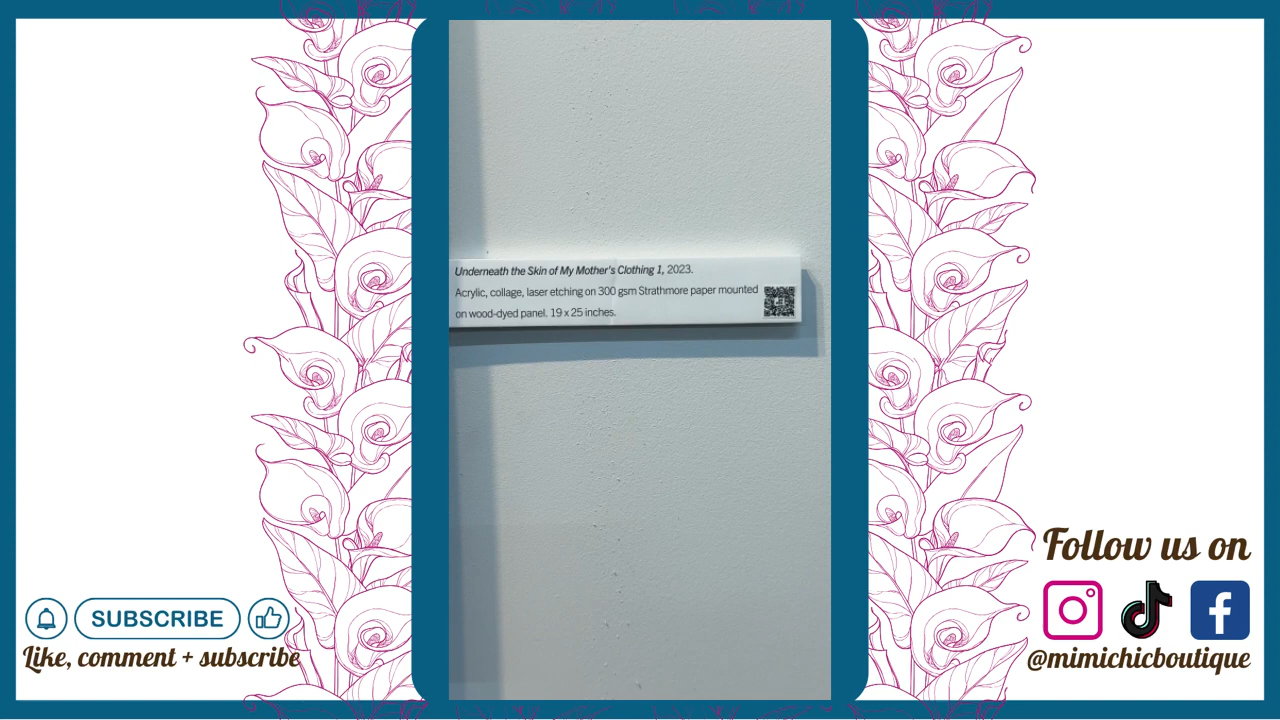 Underneath the Skin of My Mother's Clothing 1, 2023.
Acrylic, collage, laser etching on 300 gsm Strathmore paper mounted
on wood-dyed panel. 19 x 25 inches.
SUBSCRIBE
Like, comment + subscribe
Follow us on
@mimichicboutique